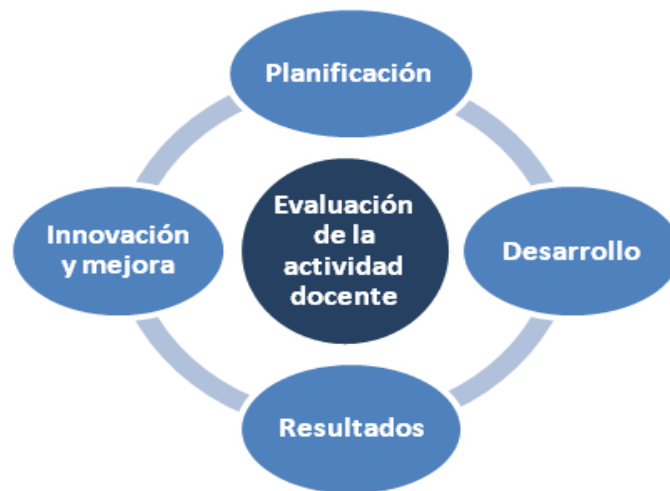 Planificación
Innovación
y mejora
Evaluación
de la
actividad
docente
Desarrollo
Resultados